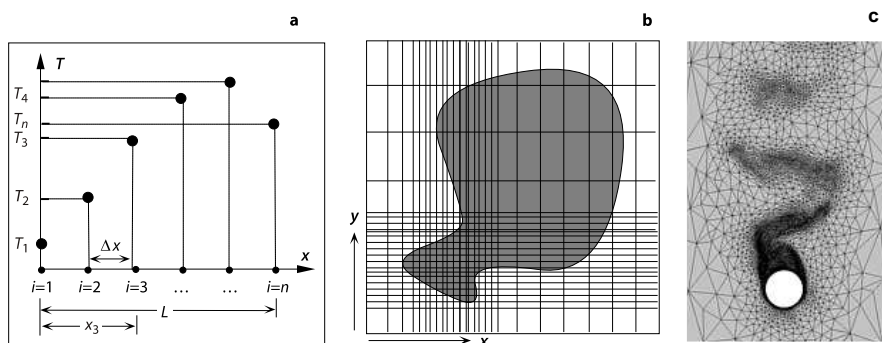 a
T
T₄
Tₙ
T₃
T₂
T₁
Δx
x
i=1 i=2 i=3 ... ... i=n
L
x₃
b
y
x
c